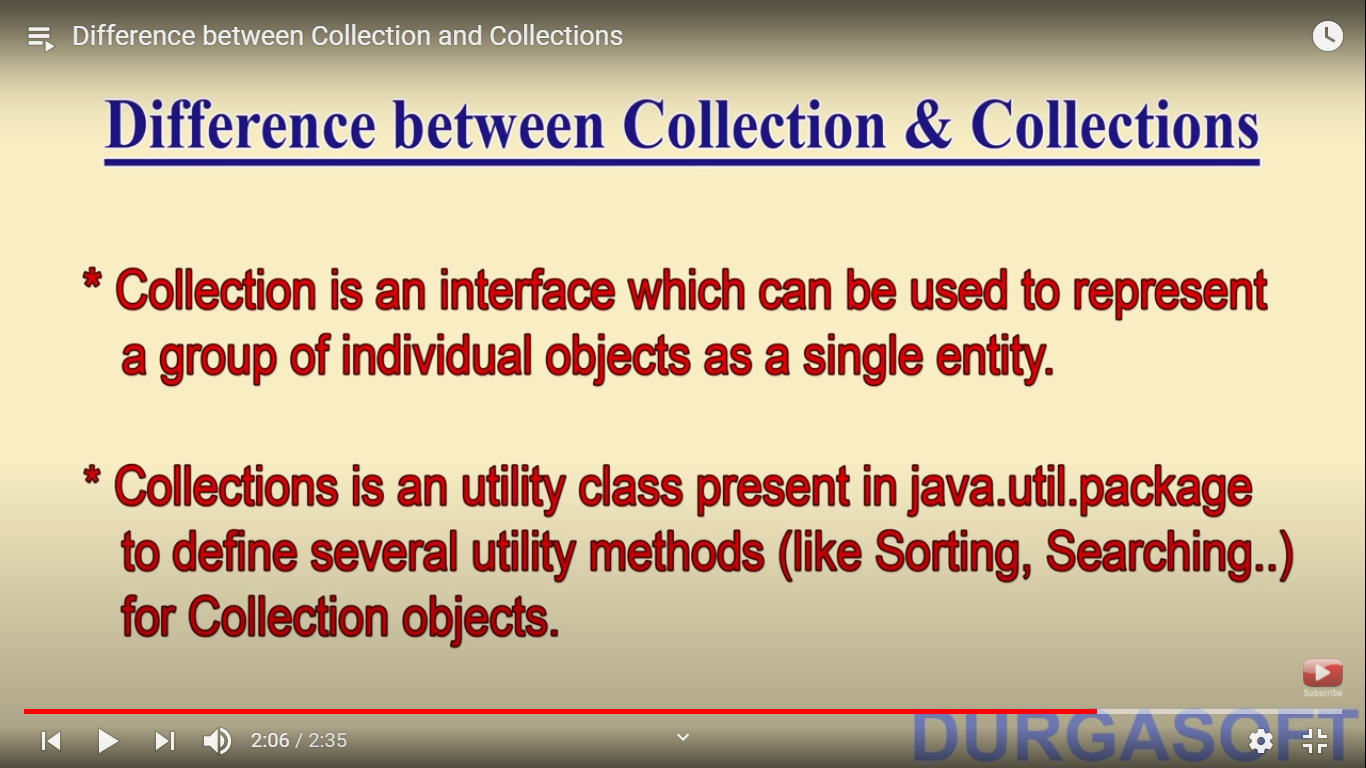 Difference between Collection and Collections
Difference between Collection & Collections
* Collection is an interface which can be used to represent
a group of individual objects as a single entity.
* Collections is an utility class present in java.util.package
to define several utility methods (like Sorting, Searching..)
for Collection objects.
Subscribe
DURGASOFT
2:06 / 2:35